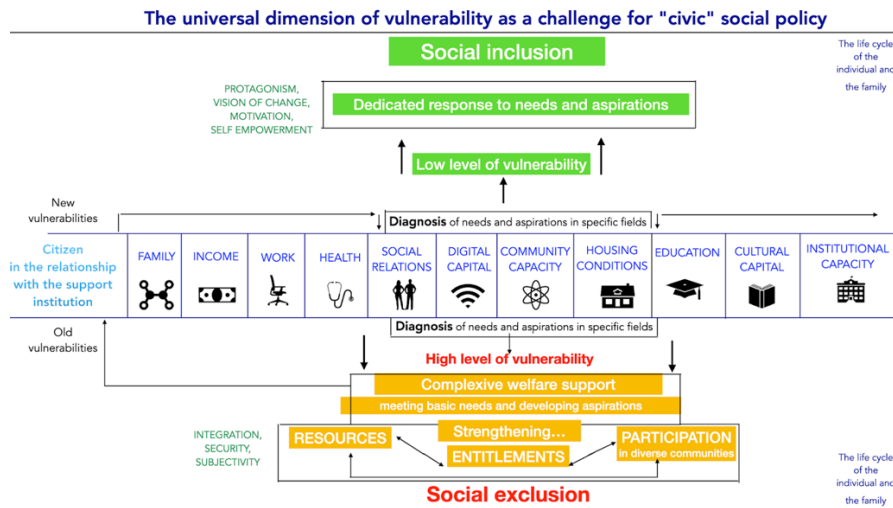 The universal dimension of vulnerability as a challenge for "civic" social policy
Social inclusion
The life cycle
of the
individual and
the family
PROTAGONISM,
VISION OF CHANGE,
MOTIVATION,
SELF EMPOWERMENT
Dedicated response to needs and aspirations
Low level of vulnerability
New
vulnerabilities
Diagnosis of needs and aspirations in specific fields
Citizen
in the relationship
with the support
institution
FAMILY
INCOME
WORK
HEALTH
SOCIAL
RELATIONS
DIGITAL
CAPITAL
COMMUNITY
CAPACITY
HOUSING
CONDITIONS
EDUCATION
CULTURAL
CAPITAL
INSTITUTIONAL
CAPACITY
Diagnosis of needs and aspirations in specific fields
Old
vulnerabilities
High level of vulnerability
Complexive welfare support
meeting basic needs and developing aspirations
INTEGRATION,
SECURITY,
SUBJECTIVITY
RESOURCES
Strengthening...
ENTITLEMENTS
PARTICIPATION
in diverse communities
Social exclusion
The life cycle
of the
individual and
the family